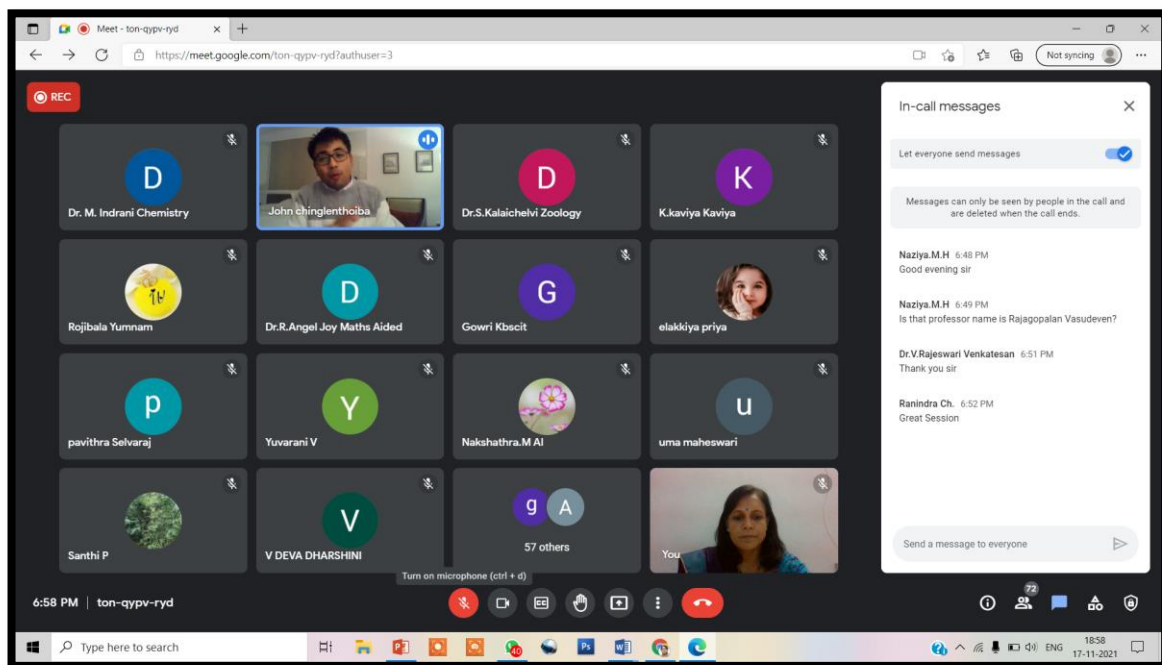 Meet - ton-qypv-ryd
https://meet.google.com/ton-qypv-ryd?authuser=3
Not syncing
REC
D
Dr. M. Indrani Chemistry
John chinglenthoiba
D
Dr.S.Kalaichelvi Zoology
K
K.kaviya Kaviya
Rojibala Yumnam
D
Dr.R.Angel Joy Maths Aided
G
Gowri Kbscit
elakkiya priya
p
pavithra Selvaraj
Y
Yuvarani V
Nakshathra.M AI
u
uma maheswari
Santhi P
V
V DEVA DHARSHINI
g A
57 others
You
In-call messages
Let everyone send messages
Messages can only be seen by people in the call and
are deleted when the call ends.
Naziya.M.H 6:48 PM
Good evening sir
Naziya.M.H 6:49 PM
Is that professor name is Rajagopalan Vasudeven?
Dr.V.Rajeswari Venkatesan 6:51 PM
Thank you sir
Ranindra Ch. 6:52 PM
Great Session
Send a message to everyone
Turn on microphone (ctrl + d)
6:58 PM | ton-qypv-ryd
CC
72
Type here to search
40
Ps
ENG
18:58
17-11-2021